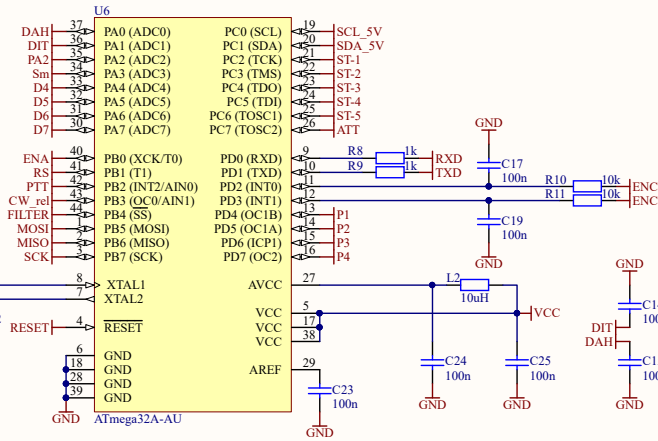 U6
DAH 37 PA0 (ADC0) PC0 (SCL) 19 SCL_5V
DIT 36 PA1 (ADC1) PC1 (SDA) 20 SDA_5V
PA2 35 PA2 (ADC2) PC2 (TCK) 21 ST-1
Sm 34 PA3 (ADC3) PC3 (TMS) 22 ST-2
D4 33 PA4 (ADC4) PC4 (TDO) 23 ST-3
D5 32 PA5 (ADC5) PC5 (TDI) 24 ST-4
D6 31 PA6 (ADC6) PC6 (TOSC1) 25 ST-5
D7 30 PA7 (ADC7) PC7 (TOSC2) 26 ATT
GND
ENA 40 PB0 (XCK/T0) PD0 (RXD) 9 R8 1k RXD C17
RS 41 PB1 (T1) PD1 (TXD) 10 R9 1k TXD 100n
PTT 42 PB2 (INT2/AIN0) PD2 (INT0) 11 R10 10k ENC
CW_rel 43 PB3 (OC0/AIN1) PD3 (INT1) 12 R11 10k ENC
FILTER 44 PB4 (SS) PD4 (OC1B) 13 P1 C19
MOSI 1 PB5 (MOSI) PD5 (OC1A) 14 P2 100n
MISO 2 PB6 (MISO) PD6 (ICP1) 15 P3
SCK 3 PB7 (SCK) PD7 (OC2) 16 P4
GND GND
8 XTAL1 AVCC 27 L2
7 XTAL2 10uH
VCC 5 VCC
RESET 4 RESET VCC 17 DIT
VCC 38 DAH
6 GND
18 GND AREF 29 C24 C25
28 GND 100n 100n
39 GND C23
100n
GND ATmega32A-AU GND GND GND
GND